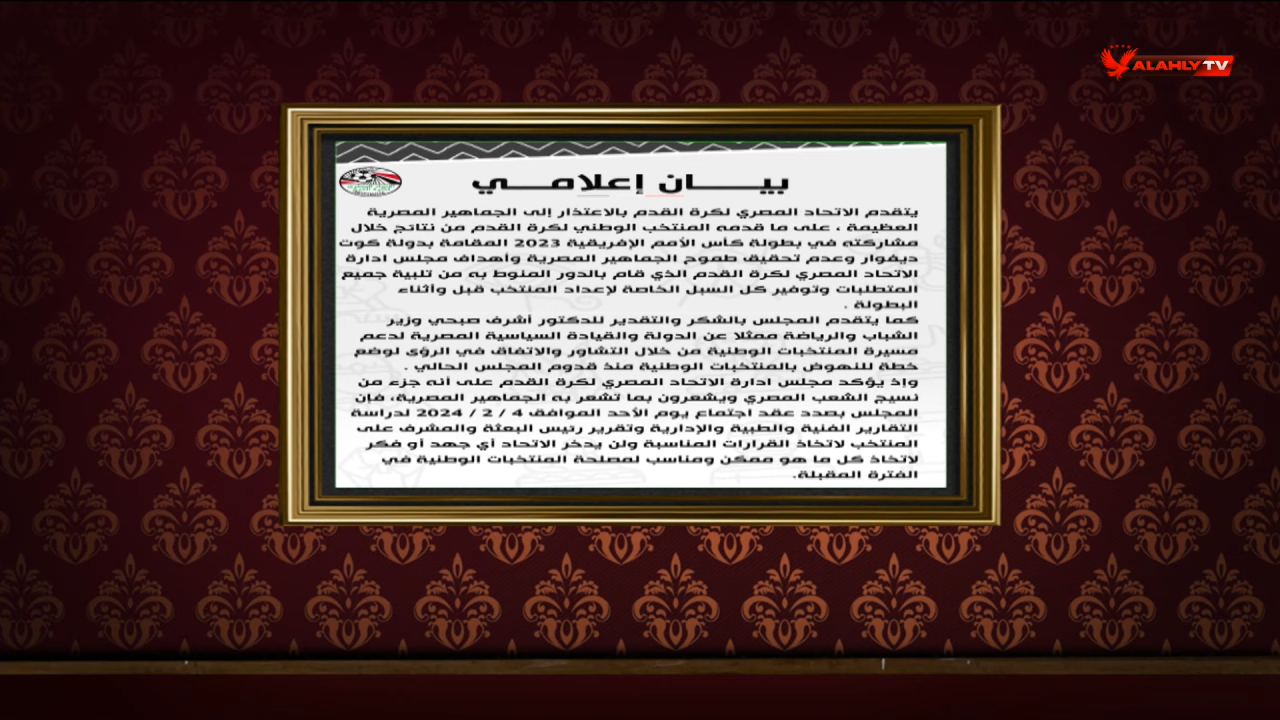 ALAHLY TV
بيـــــان إعلامـــي
يتقدم الاتحاد المصري لكرة القدم بالاعتذار إلى الجماهير المصرية
العظيمة ، على ما قدمه المنتخب الوطني لكرة القدم من نتائج خلال
مشاركته في بطولة كأس الأمم الإفريقية 2023 المقامة بدولة كوت
ديفوار وعدم تحقيق طموح الجماهير المصرية وأهداف مجلس ادارة
الاتحاد المصري لكرة القدم الذي قام بالدور المنوط به من تلبية جميع
المتطلبات وتوفير كل السبل الخاصة لإعداد المنتخب قبل وأثناء
البطولة .
كما يتقدم المجلس بالشكر والتقدير للدكتور أشرف صبحي وزير
الشباب والرياضة ممثلا عن الدولة والقيادة السياسية المصرية لدعم
مسيرة المنتخبات الوطنية من خلال التشاور والاتفاق في الرؤى لوضع
خطة للنهوض بالمنتخبات الوطنية منذ قدوم المجلس الحالي .
وإذ يؤكد مجلس ادارة الاتحاد المصري لكرة القدم على أنه جزء من
نسيج الشعب المصري ويشعرون بما تشعر به الجماهير المصرية، فإن
المجلس بصدد عقد اجتماع يوم الأحد الموافق 4 / 2 / 2024 لدراسة
التقارير الفنية والطبية والإدارية وتقرير رئيس البعثة والمشرف على
المنتخب لاتخاذ القرارات المناسبة ولن يدخر الاتحاد أي جهد أو فكر
لاتخاذ كل ما هو ممكن ومناسب لمصلحة المنتخبات الوطنية في
الفترة المقبلة.